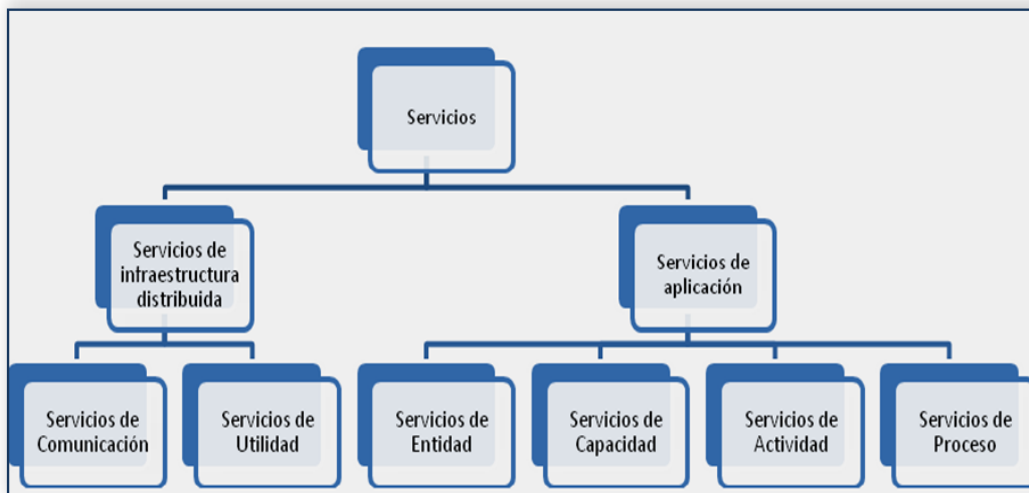 Servicios
Servicios de
infraestructura
distribuida
Servicios de
aplicación
Servicios de
Comunicación
Servicios de
Utilidad
Servicios de
Entidad
Servicios de
Capacidad
Servicios de
Actividad
Servicios de
Proceso